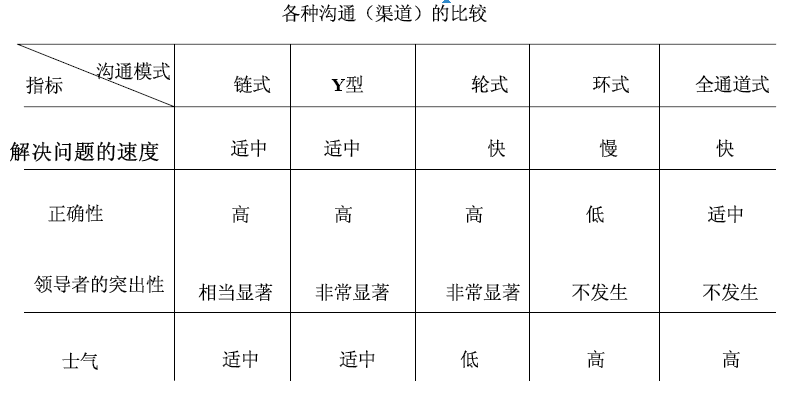 各种沟通（渠道）的比较
沟通模式
指标 链式 Y型 轮式 环式 全通道式
解决问题的速度 适中 适中 快 慢 快
正确性 高 高 高 低 适中
领导者的突出性 相当显著 非常显著 非常显著 不发生 不发生
士气 适中 适中 低 高 高